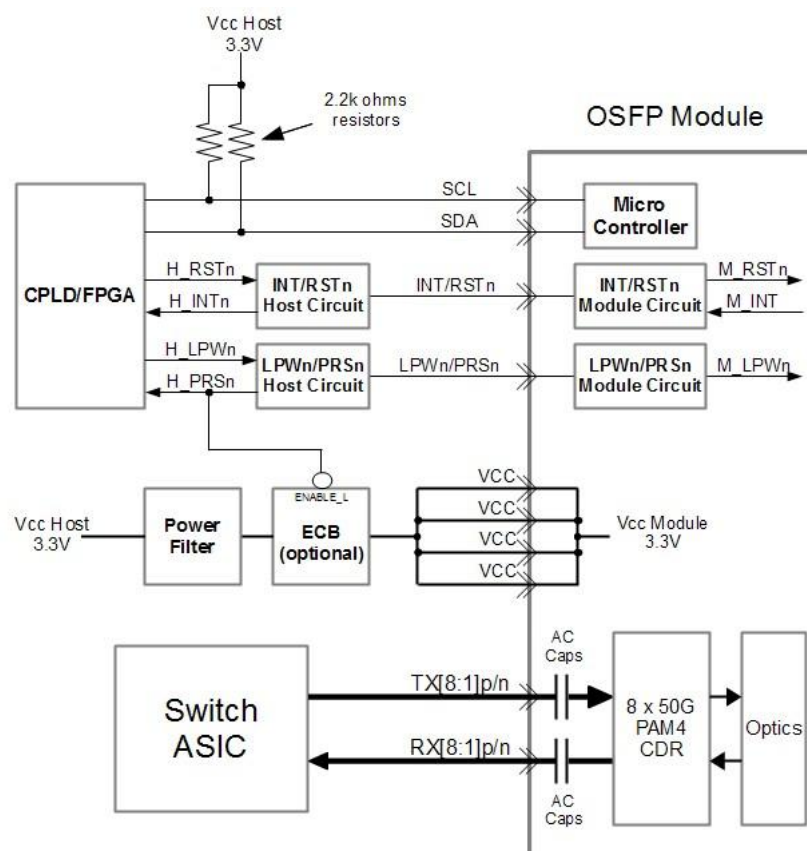 Vcc Host
3.3V
2.2k ohms
resistors
OSFP Module
SCL
SDA
Micro
Controller
CPLD/FPGA
H_RSTn
H_INTn
INT/RSTn
Host Circuit
INT/RSTn
INT/RSTn
Module Circuit
M_RSTn
M_INT
H_LPWn
H_PRSn
LPWn/PRSn
Host Circuit
LPWn/PRSn
LPWn/PRSn
Module Circuit
M_LPWn
Vcc Host
3.3V
Power
Filter
ENABLE_L
ECB
(optional)
VCC
VCC
VCC
VCC
Vcc Module
3.3V
Switch
ASIC
TX[8:1]p/n
RX[8:1]p/n
AC
Caps
AC
Caps
8 x 50G
PAM4
CDR
Optics